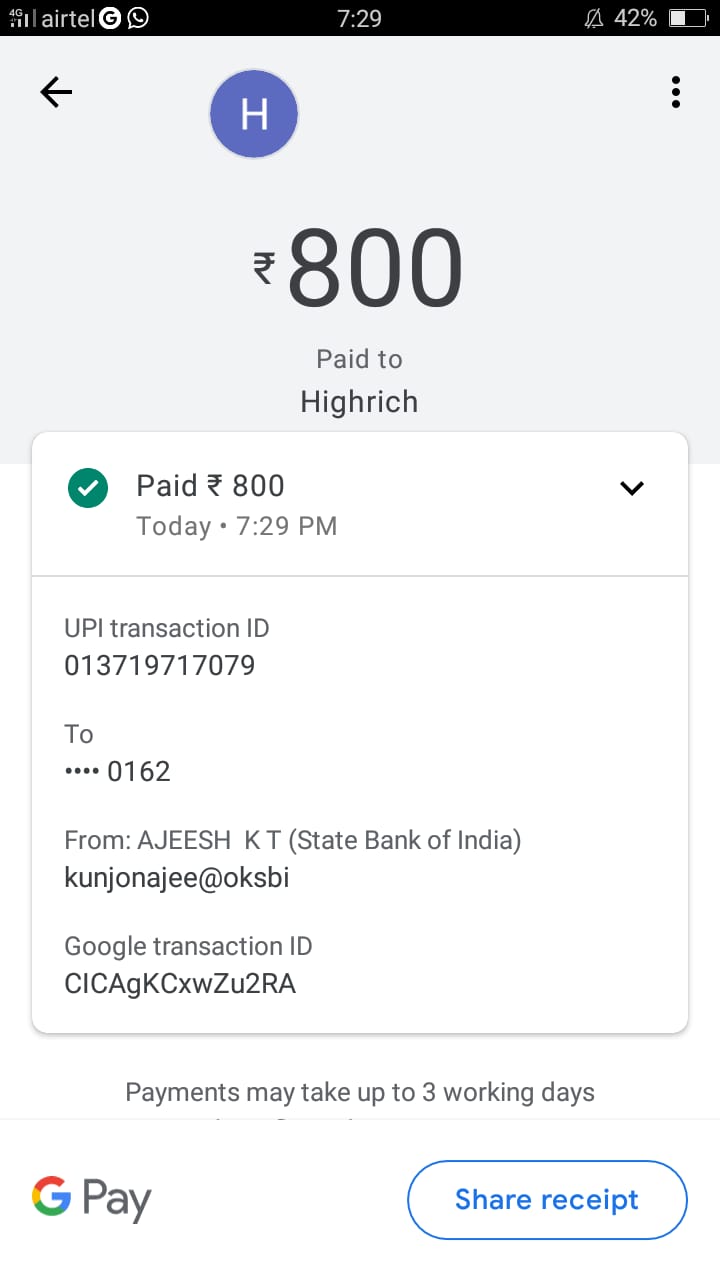 4G airtel 7:29 42%
H
₹800
Paid to
Highrich
Paid ₹ 800
Today • 7:29 PM
UPI transaction ID
013719717079
To
•••• 0162
From: AJEESH K T (State Bank of India)
kunjonajee@oksbi
Google transaction ID
CICAgKCxwZu2RA
Payments may take up to 3 working days
G Pay
Share receipt